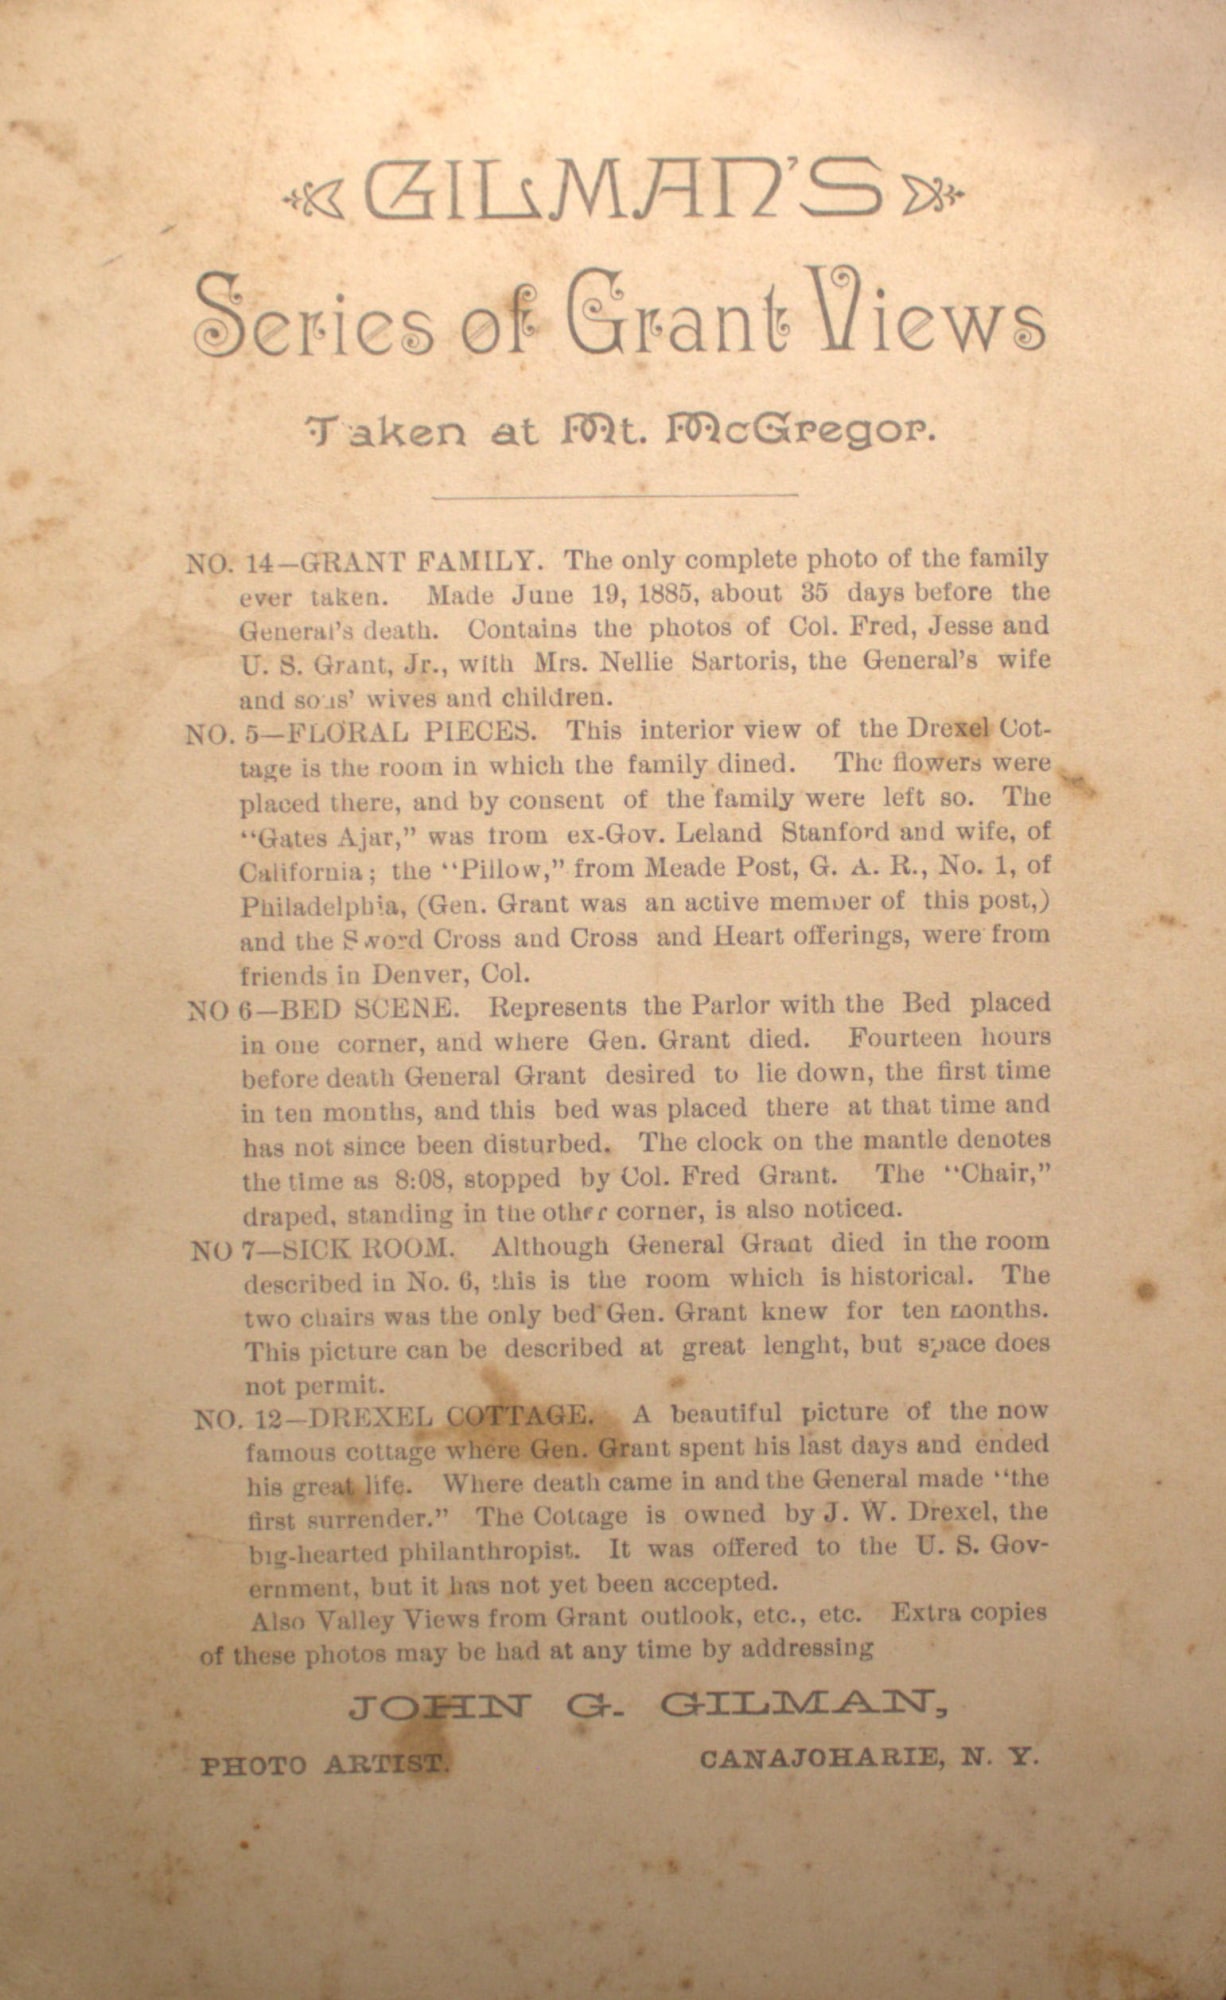 GILMAN'S
Series of Grant Views
Taken at Mt. McGregor.
NO. 14—GRANT FAMILY. The only complete photo of the family
ever taken. Made June 19, 1885, about 35 days before the
General's death. Contains the photos of Col. Fred, Jesse and
U. S. Grant, Jr., with Mrs. Nellie Sartoris, the General's wife
and sons' wives and children.
NO. 5—FLORAL PIECES. This interior view of the Drexel Cot-
tage is the room in which the family dined. The flowers were
placed there, and by consent of the family were left so. The
"Gates Ajar," was from ex-Gov. Leland Stanford and wife, of
California; the "Pillow," from Meade Post, G. A. R., No. 1, of
Philadelphia, (Gen. Grant was an active member of this post,)
and the Sword Cross and Cross and Heart offerings, were from
friends in Denver, Col.
NO 6—BED SCENE. Represents the Parlor with the Bed placed
in one corner, and where Gen. Grant died. Fourteen hours
before death General Grant desired to lie down, the first time
in ten months, and this bed was placed there at that time and
has not since been disturbed. The clock on the mantle denotes
the time as 8:08, stopped by Col. Fred Grant. The "Chair,"
draped, standing in the other corner, is also noticed.
NO 7—SICK ROOM. Although General Grant died in the room
described in No. 6, this is the room which is historical. The
two chairs was the only bed Gen. Grant knew for ten months.
This picture can be described at great lenght, but space does
not permit.
NO. 12—DREXEL COTTAGE. A beautiful picture of the now
famous cottage where Gen. Grant spent his last days and ended
his great life. Where death came in and the General made "the
first surrender." The Cottage is owned by J. W. Drexel, the
big-hearted philanthropist. It was offered to the U. S. Gov-
ernment, but it has not yet been accepted.
Also Valley Views from Grant outlook, etc., etc. Extra copies
of these photos may be had at any time by addressing
JOHN G. GILMAN,
PHOTO ARTIST. CANAJOHARIE, N. Y.